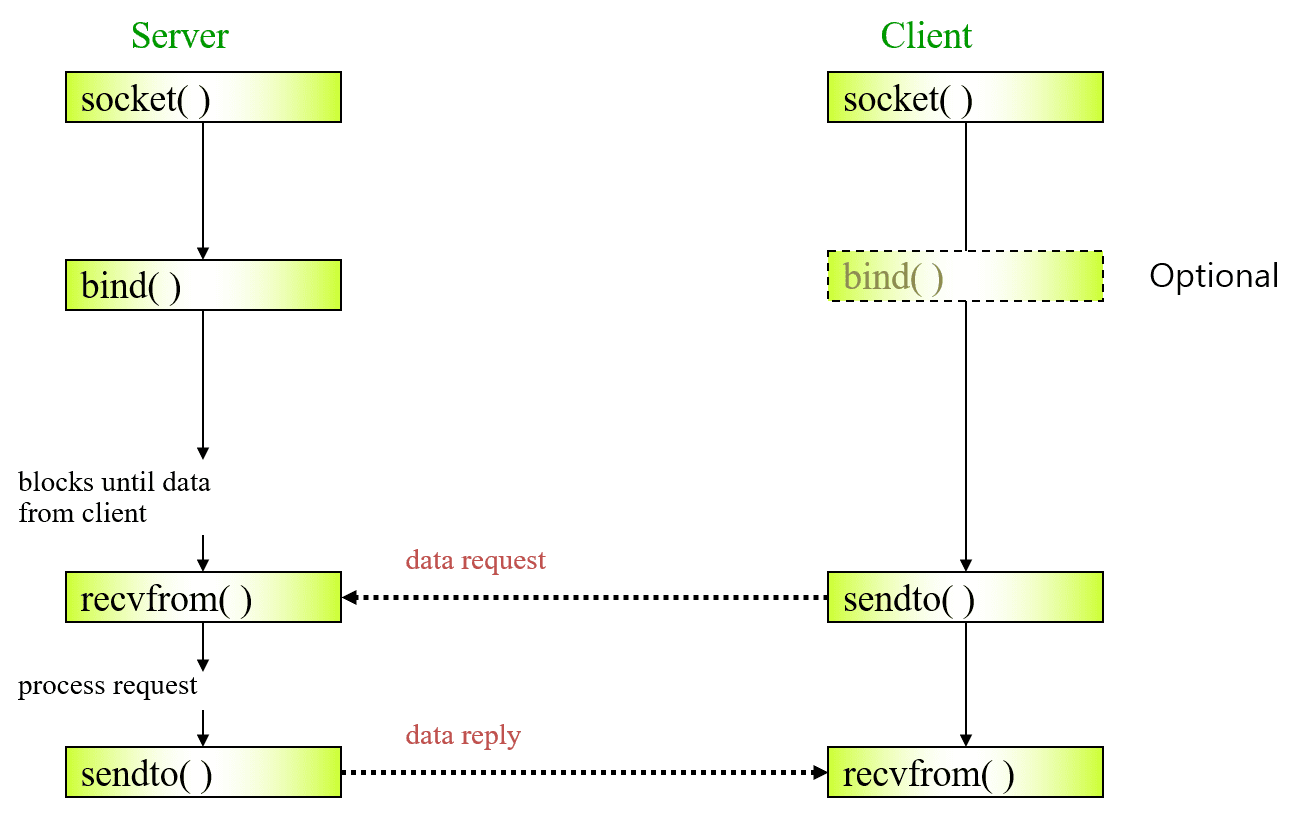 Server
Client
socket( )
socket( )
bind( )
bind( )
Optional
blocks until data
from client
data request
recvfrom( )
sendto( )
process request
data reply
sendto( )
recvfrom( )